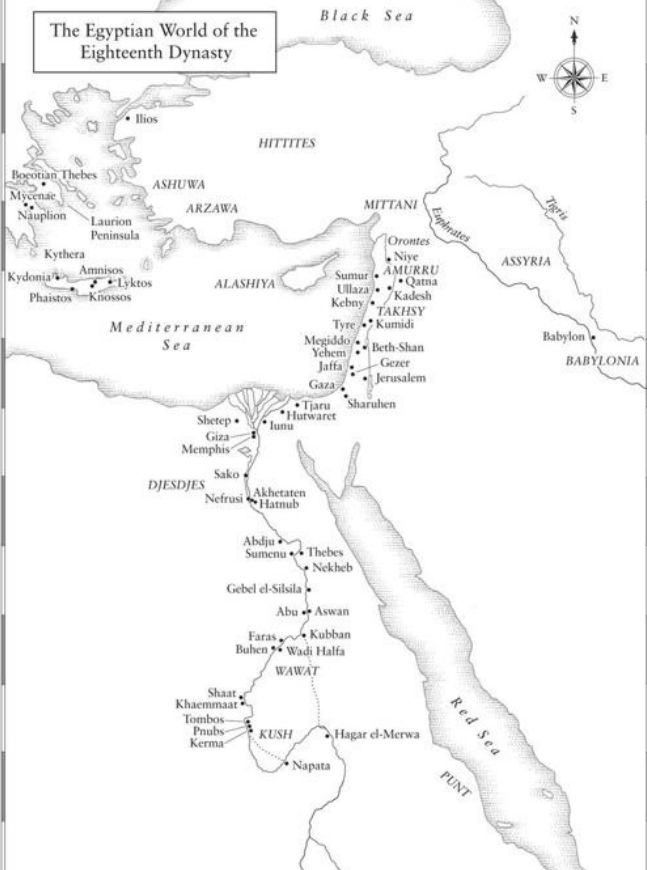 Black Sea
The Egyptian World of the
Eighteenth Dynasty
N
W
E
S
Ilios
HITTITES
Boeotian Thebes
ASHUWA
Mycenae
Nauplion
ARZAWA
MITTANI
Laurion
Peninsula
Euphrates
Tigris
Orontes
Kythera
Niye
ASSYRIA
Amnisos
Kydonia
Lyktos
Phaistos
Knossos
ALASHIYA
Sumur
AMURRU
Qatna
Ullaza
Kadesh
Kebny
TAKHSY
Mediterranean
Sea
Tyre
Kumidi
Megiddo
Beth-Shan
Yehem
Babylon
BABYLONIA
Jaffa
Gezer
Jerusalem
Gaza
Sharuhen
Tjaru
Hutwaret
Shetep
Iunu
Giza
Memphis
Sako
DJESDJES
Akhetaten
Nefrusi
Hatnub
Abdju
Sumenu
Thebes
Nekheb
Gebel el-Silsila
Abu
Aswan
Faras
Kubban
Buhen
Wadi Halfa
WAWAT
Shaat
Khaemmaat
Tombos
Pnubs
KUSH
Kerma
Hagar el-Merwa
Napata
Red Sea
PUNT